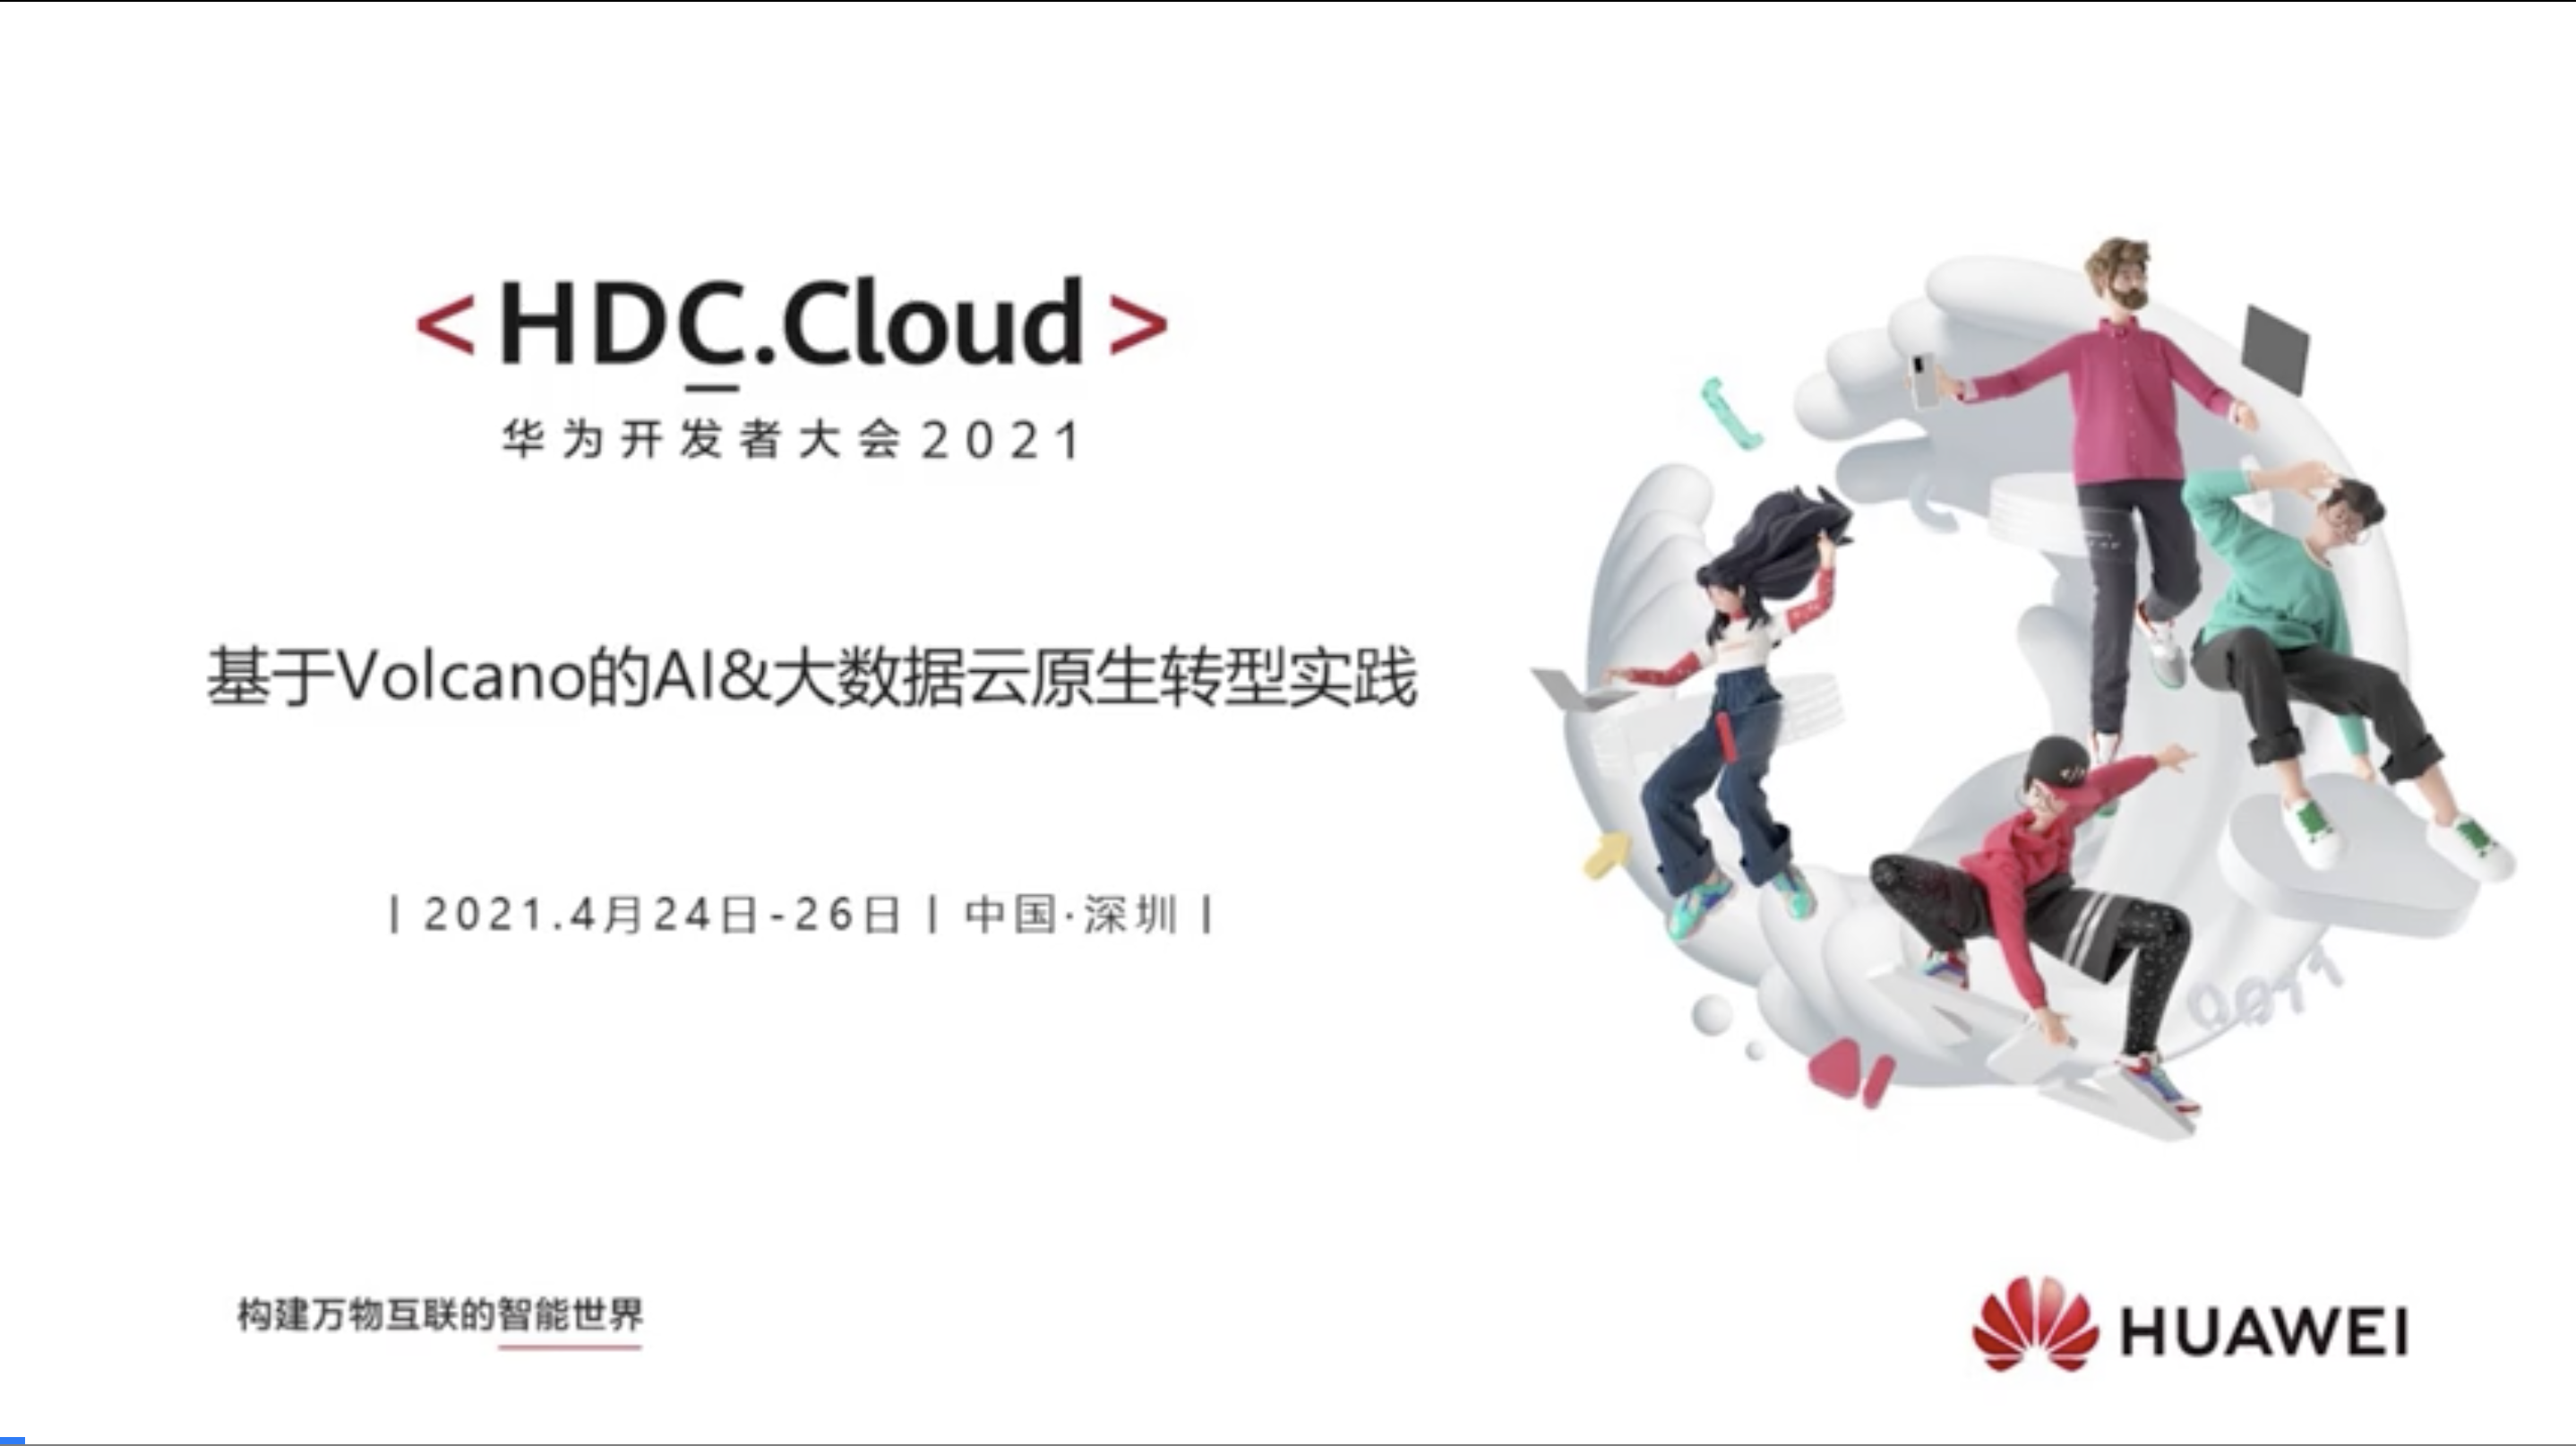 <HDC.Cloud>
华为开发者大会2021
基于Volcano的AI&大数据云原生转型实践
| 2021.4月24日-26日 | 中国·深圳 |
AI
构建万物互联的智能世界
HUAWEI